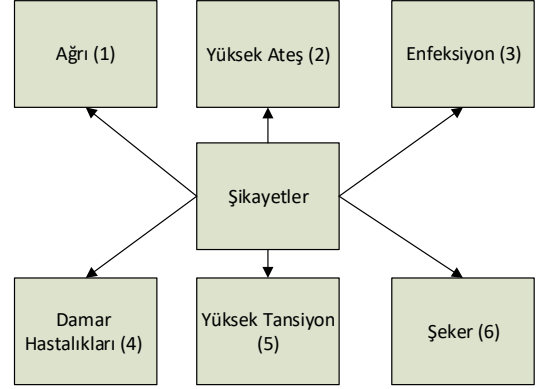 Ağrı (1)
Yüksek Ateş (2)
Enfeksiyon (3)
Şikayetler
Damar
Hastalıkları (4)
Yüksek Tansiyon
(5)
Şeker (6)